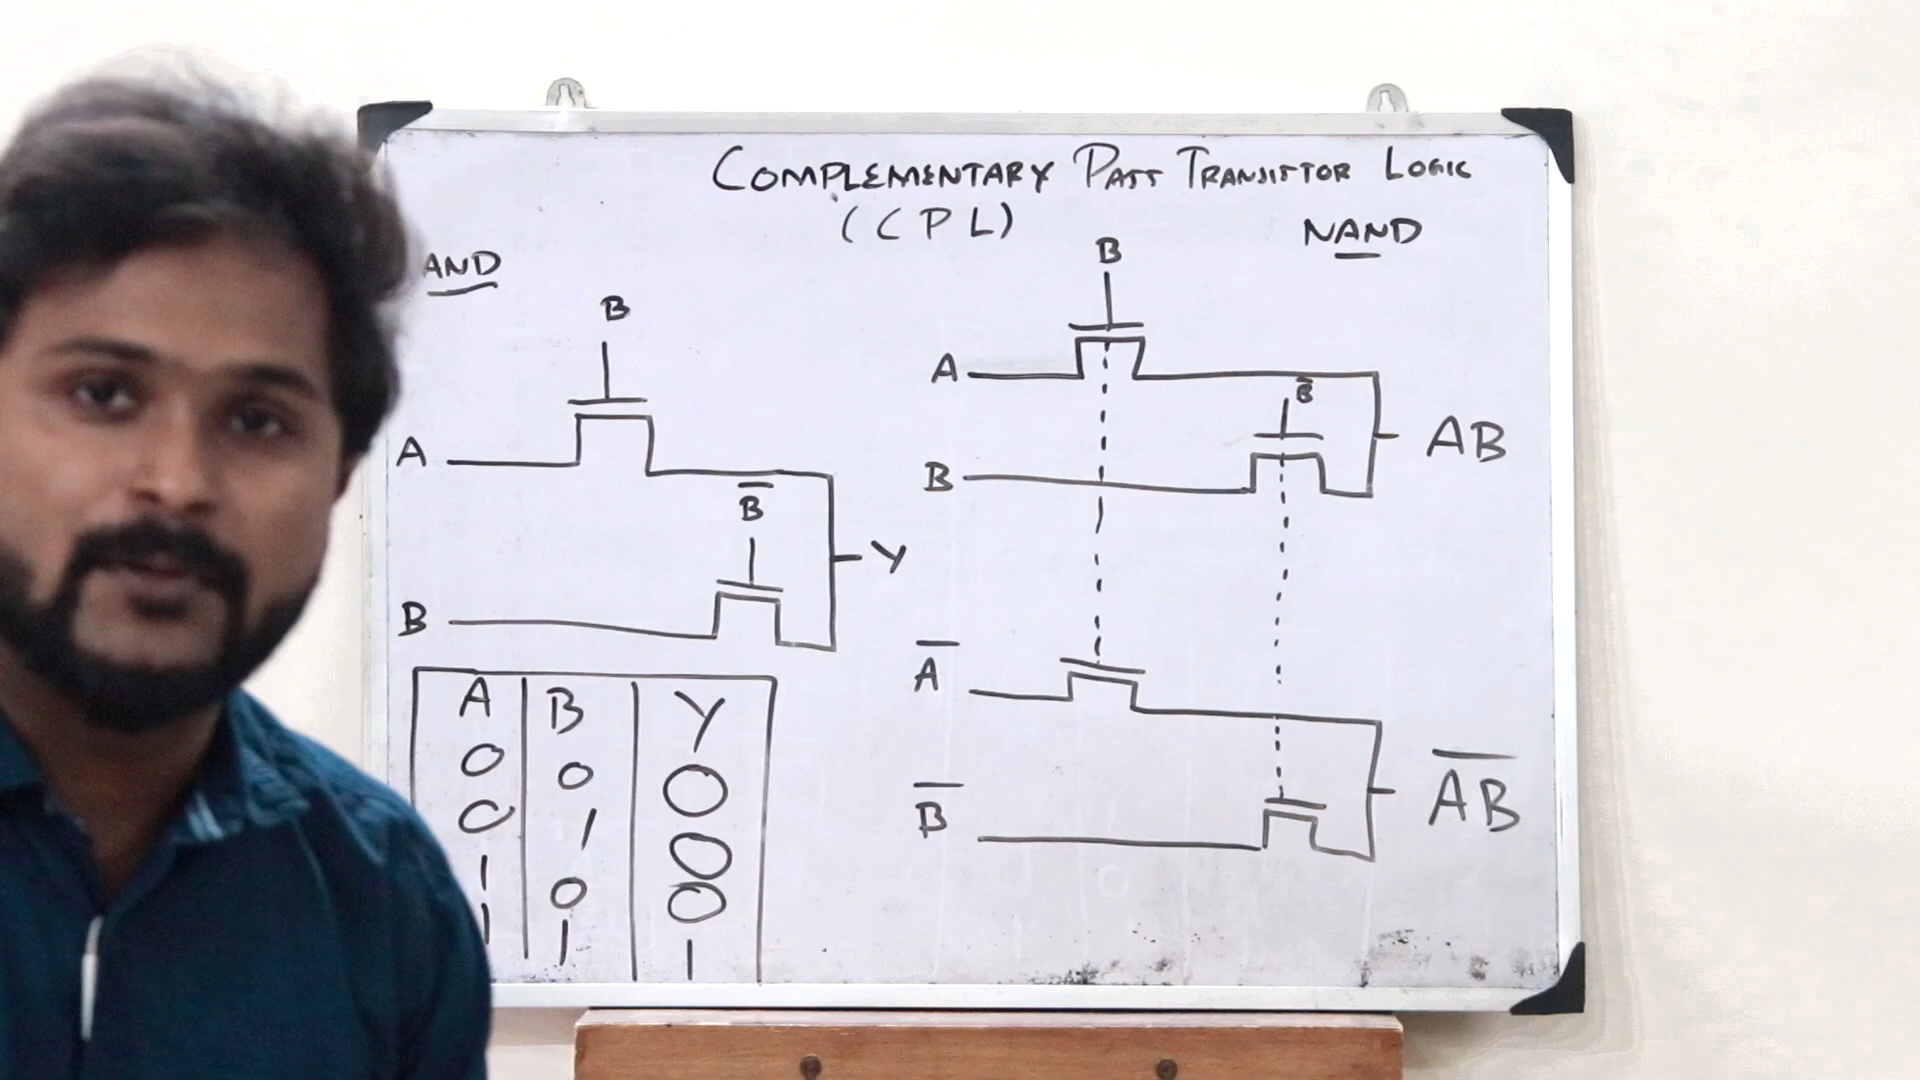 COMPLEMENTARY PASS TRANSISTOR LOGIC
(CPL)
AND
B
A
B̅
Y
B
A B Y
0 0 0
0 1 0
1 0 0
1 1 1
NAND
B
A
B̅
AB
B
A̅
B̅
A̅B̅